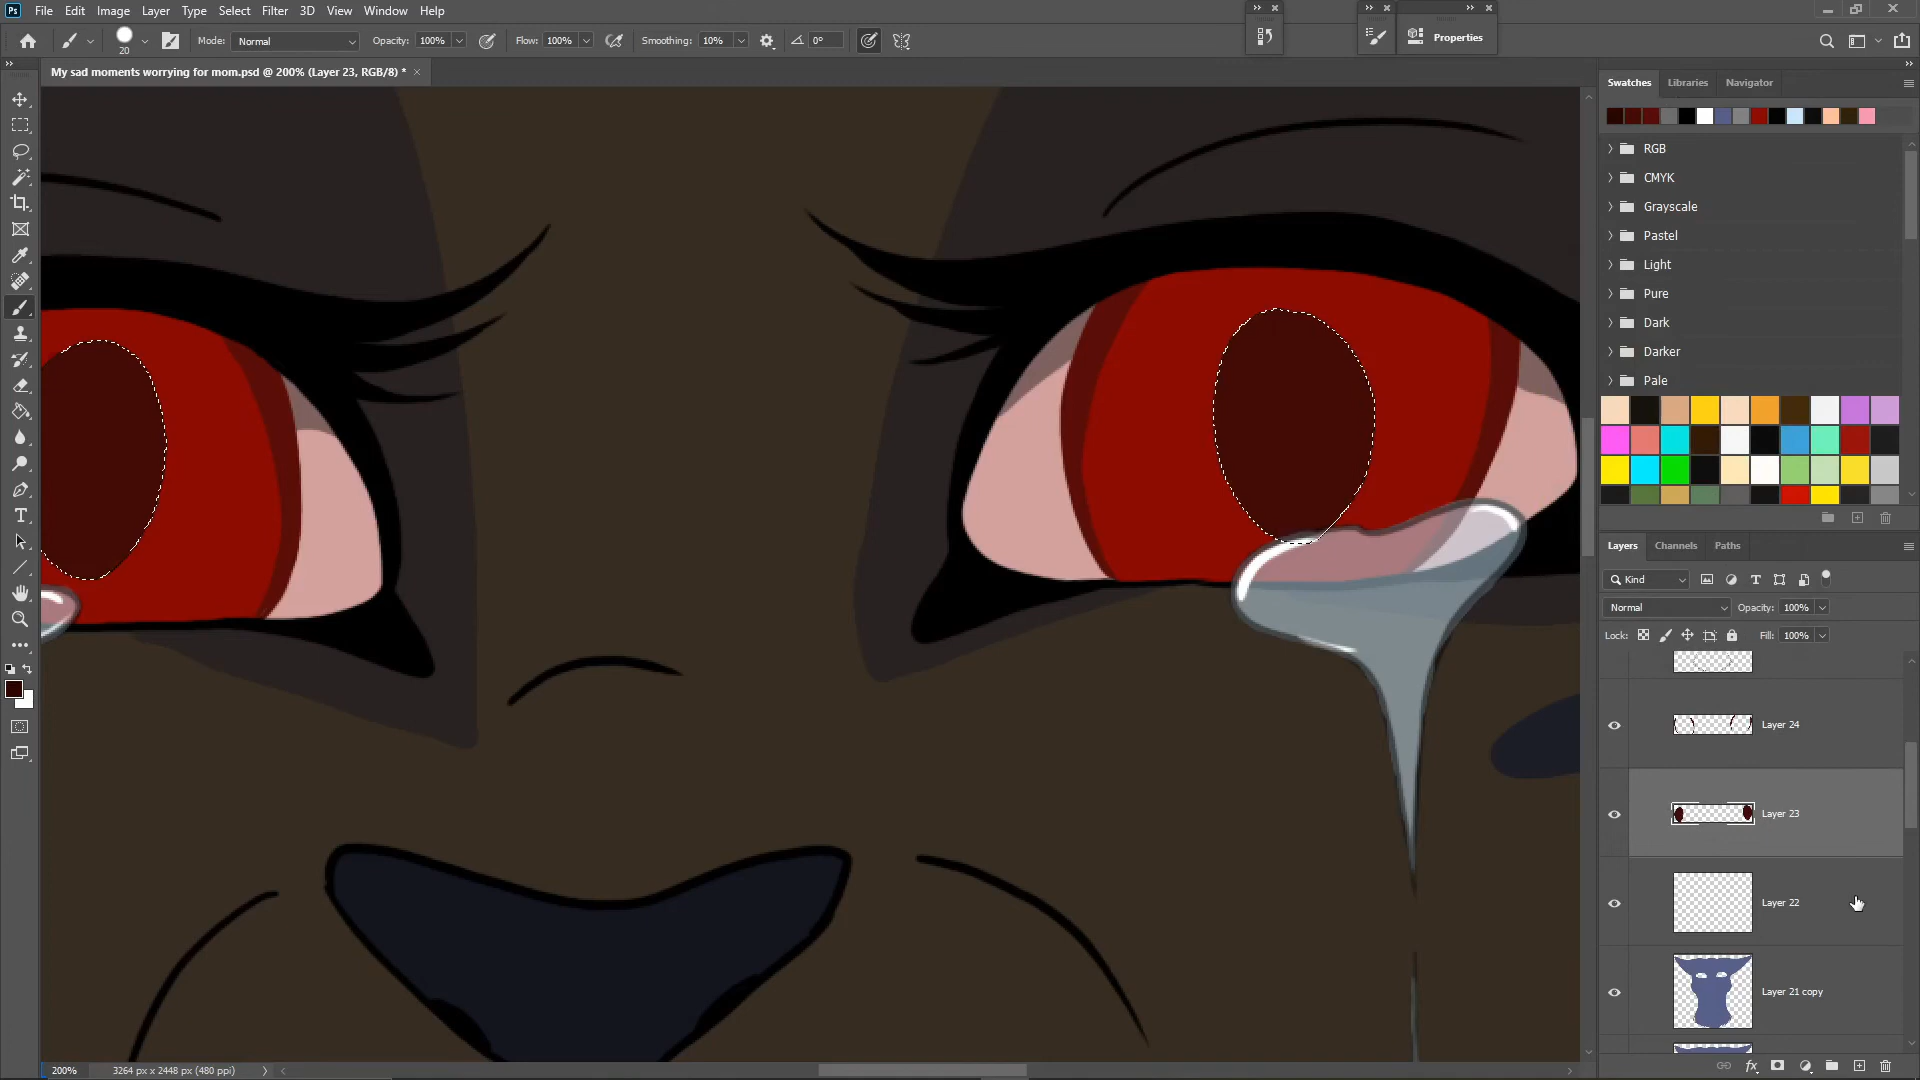 Ps File Edit Image Layer Type Select Filter 3D View Window Help
20 Mode: Normal Opacity: 100% Flow: 100% Smoothing: 10% 0° Properties
My sad moments worrying for mom.psd @ 200% (Layer 23, RGB/8) *
Swatches Libraries Navigator
RGB
CMYK
Grayscale
Pastel
Light
Pure
Dark
Darker
Pale
Layers Channels Paths
Kind
Normal Opacity: 100%
Lock: Fill: 100%
Layer 24
Layer 23
Layer 22
Layer 21 copy
200% 3264 px x 2448 px (480 ppi)
fx